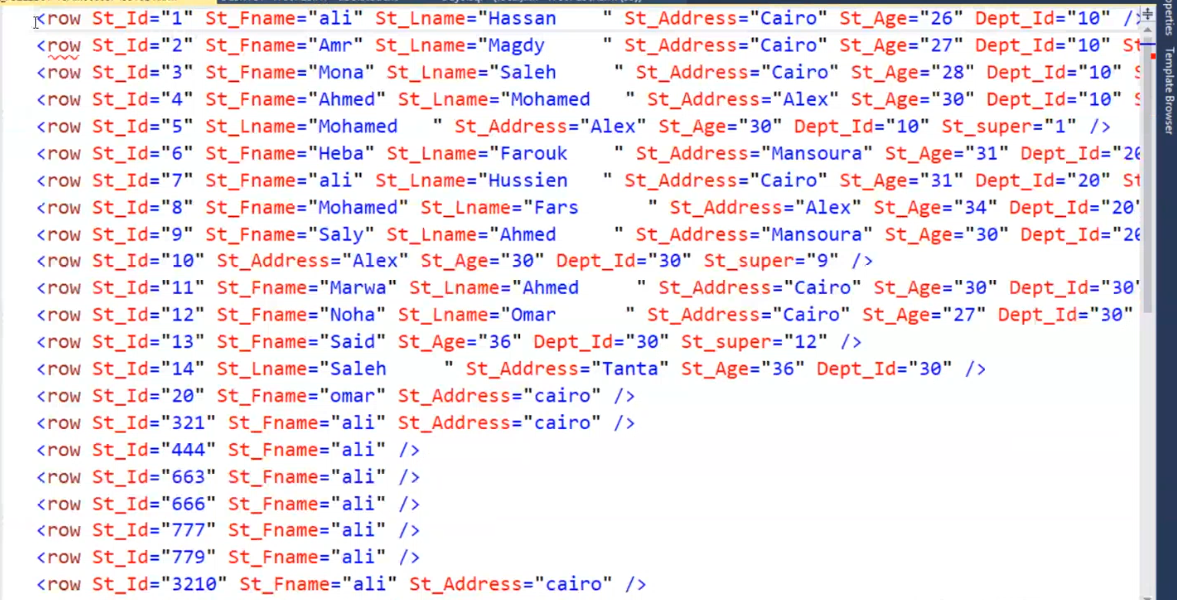 <row St_Id="1" St_Fname="ali" St_Lname="Hassan    " St_Address="Cairo" St_Age="26" Dept_Id="10" />
<row St_Id="2" St_Fname="Amr" St_Lname="Magdy     " St_Address="Cairo" St_Age="27" Dept_Id="10" St
<row St_Id="3" St_Fname="Mona" St_Lname="Saleh     " St_Address="Cairo" St_Age="28" Dept_Id="10" S
<row St_Id="4" St_Fname="Ahmed" St_Lname="Mohamed   " St_Address="Alex" St_Age="30" Dept_Id="10" S
<row St_Id="5" St_Lname="Mohamed   " St_Address="Alex" St_Age="30" Dept_Id="10" St_super="1" />
<row St_Id="6" St_Fname="Heba" St_Lname="Farouk    " St_Address="Mansoura" St_Age="31" Dept_Id="20
<row St_Id="7" St_Fname="ali" St_Lname="Hussien   " St_Address="Cairo" St_Age="31" Dept_Id="20" St
<row St_Id="8" St_Fname="Mohamed" St_Lname="Fars      " St_Address="Alex" St_Age="34" Dept_Id="20"
<row St_Id="9" St_Fname="Saly" St_Lname="Ahmed     " St_Address="Mansoura" St_Age="30" Dept_Id="20
<row St_Id="10" St_Address="Alex" St_Age="30" Dept_Id="30" St_super="9" />
<row St_Id="11" St_Fname="Marwa" St_Lname="Ahmed     " St_Address="Cairo" St_Age="30" Dept_Id="30"
<row St_Id="12" St_Fname="Noha" St_Lname="Omar      " St_Address="Cairo" St_Age="27" Dept_Id="30"
<row St_Id="13" St_Fname="Said" St_Age="36" Dept_Id="30" St_super="12" />
<row St_Id="14" St_Lname="Saleh     " St_Address="Tanta" St_Age="36" Dept_Id="30" />
<row St_Id="20" St_Fname="omar" St_Address="cairo" />
<row St_Id="321" St_Fname="ali" St_Address="cairo" />
<row St_Id="444" St_Fname="ali" />
<row St_Id="663" St_Fname="ali" />
<row St_Id="666" St_Fname="ali" />
<row St_Id="777" St_Fname="ali" />
<row St_Id="779" St_Fname="ali" />
<row St_Id="3210" St_Fname="ali" St_Address="cairo" />
Template Browser